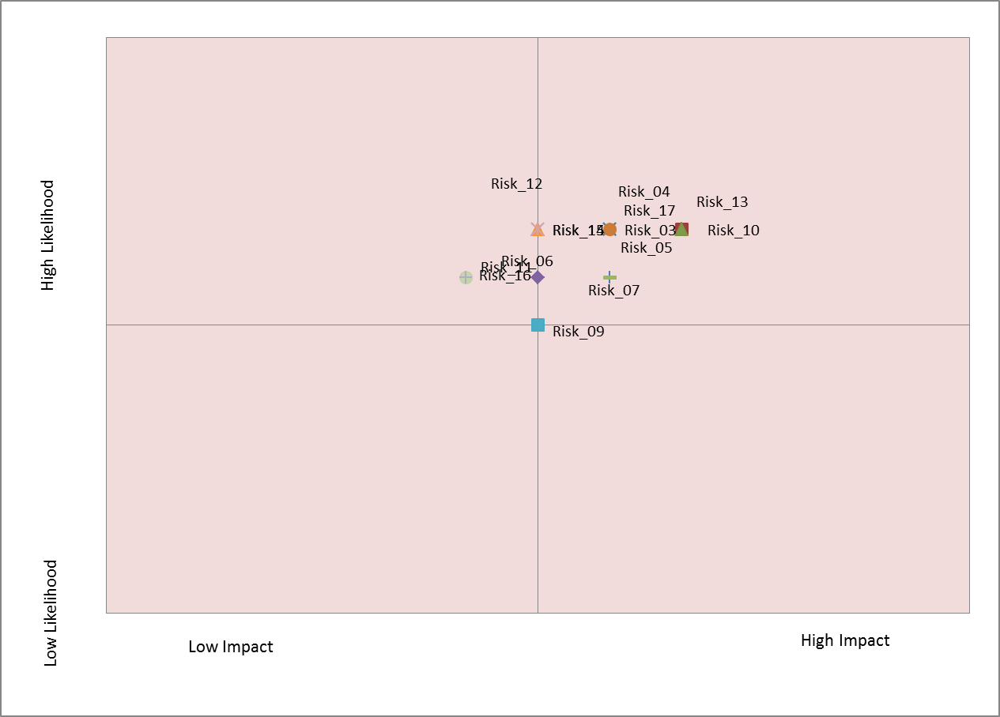 Risk_12
Risk_04
Risk_13
Risk_17
Risk_03
Risk_10
Risk_05
Risk_06
Risk_11
Risk_16
Risk_07
Risk_09
High Likelihood
Low Likelihood
Low Impact
High Impact